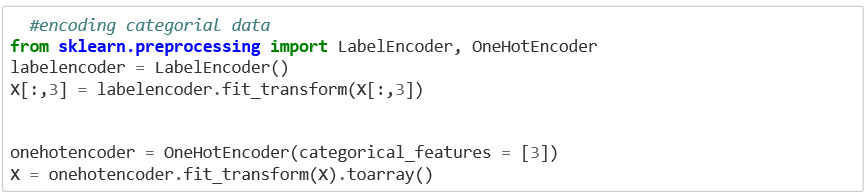 #encoding categorial data
from sklearn.preprocessing import LabelEncoder, OneHotEncoder
labelencoder = LabelEncoder()
X[:,3] = labelencoder.fit_transform(X[:,3])
onehotencoder = OneHotEncoder(categorical_features = [3])
X = onehotencoder.fit_transform(X).toarray()